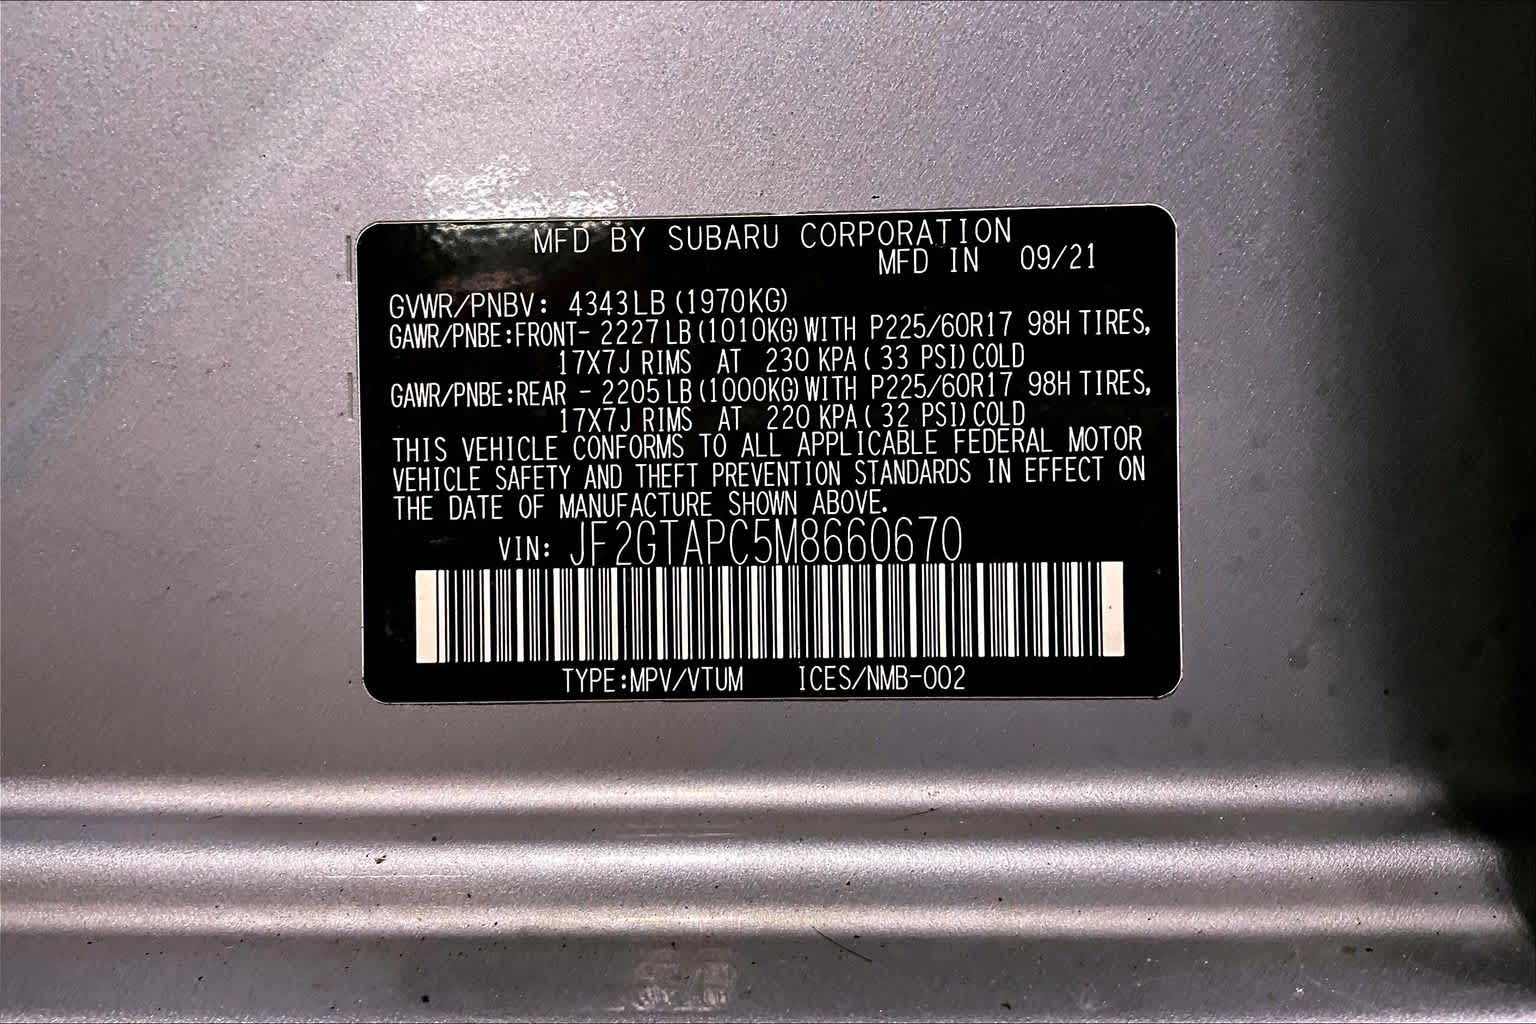 MFD BY SUBARU CORPORATION
MFD IN 09/21
GVWR/PNBV: 4343LB (1970KG)
GAWR/PNBE:FRONT- 2227 LB (1010KG) WITH P225/60R17 98H TIRES,
17X7J RIMS AT 230 KPA ( 33 PSI) COLD
GAWR/PNBE:REAR - 2205 LB (1000KG) WITH P225/60R17 98H TIRES,
17X7J RIMS AT 220 KPA ( 32 PSI) COLD
THIS VEHICLE CONFORMS TO ALL APPLICABLE FEDERAL MOTOR
VEHICLE SAFETY AND THEFT PREVENTION STANDARDS IN EFFECT ON
THE DATE OF MANUFACTURE SHOWN ABOVE.
VIN: JF2GTAPC5M8660670
TYPE:MPV/VTUM ICES/NMB-002